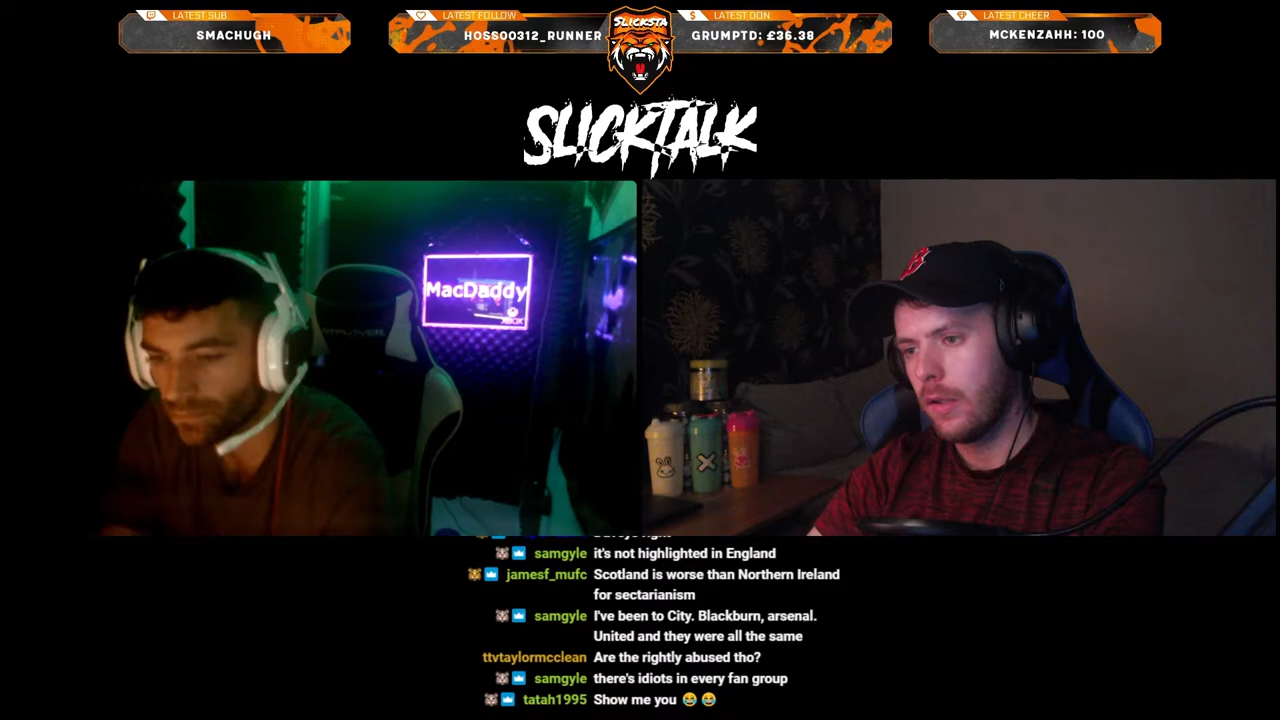 LATEST SUB
SMACHUGH
LATEST FOLLOW
HOSS00312_RUNNER
SLICKSTA
LATEST DON
GRUMPTD: £36.38
LATEST CHEER
MCKENZAHH: 100
SLICKTALK
MacDaddy
XBOX
samgyle it's not highlighted in England
jamesf_mufc Scotland is worse than Northern Ireland
for sectarianism
samgyle I've been to City. Blackburn, arsenal.
United and they were all the same
ttvtaylormcclean Are the rightly abused tho?
samgyle there's idiots in every fan group
tatah1995 Show me you 😂 😂